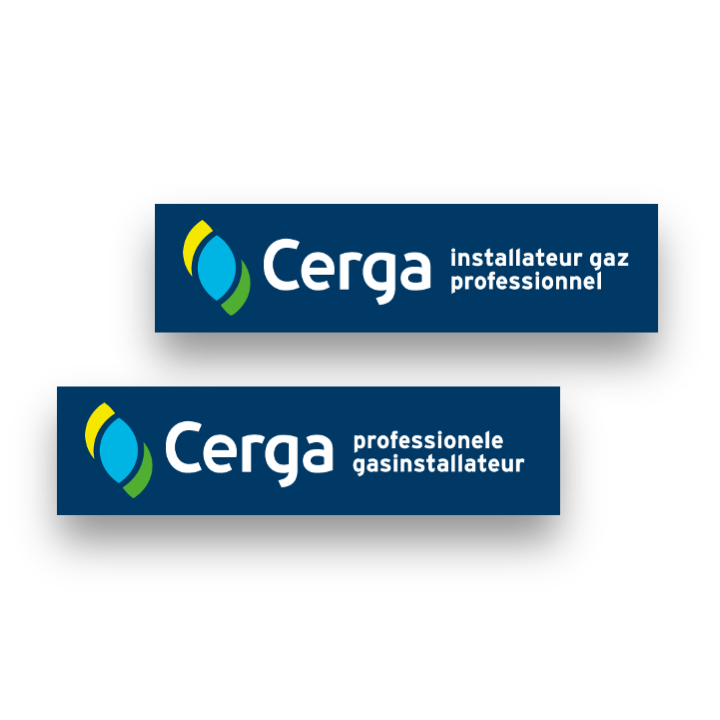 Cerga
installateur gaz
professionnel
Cerga
professionele
gasinstallateur